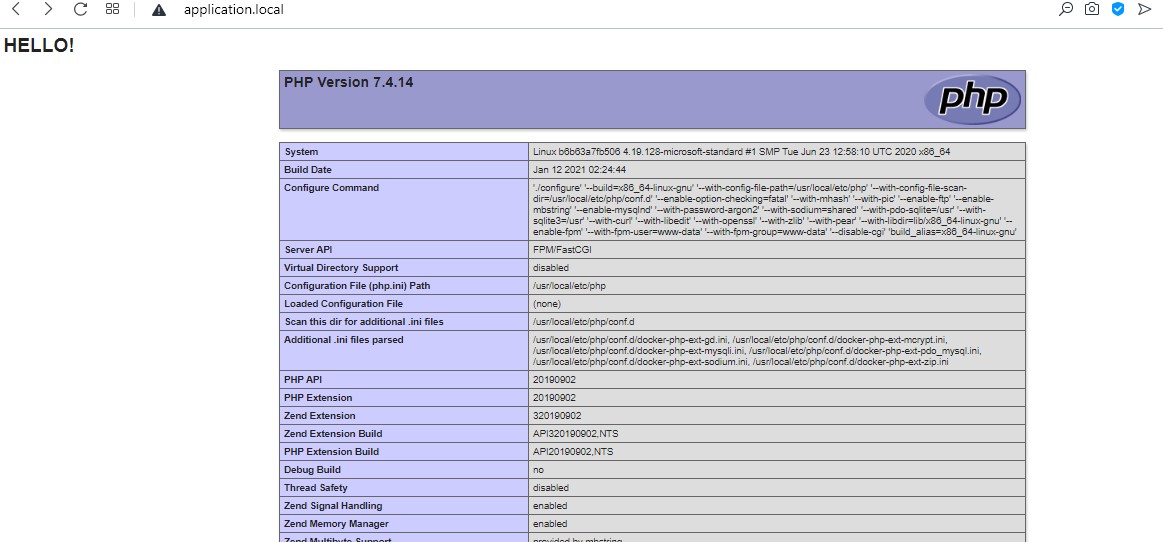 application.local
HELLO!
PHP Version 7.4.14
php
System Linux b6b63a7fb506 4.19.128-microsoft-standard #1 SMP Tue Jun 23 12:58:10 UTC 2020 x86_64
Build Date Jan 12 2021 02:24:44
Configure Command './configure' '--build=x86_64-linux-gnu' '--with-config-file-path=/usr/local/etc/php' '--with-config-file-scan-
dir=/usr/local/etc/php/conf.d' '--enable-option-checking=fatal' '--with-mhash' '--with-pic' '--enable-ftp' '--enable-
mbstring' '--enable-mysqlnd' '--with-password-argon2' '--with-sodium=shared' '--with-pdo-sqlite=/usr' '--with-
sqlite3=/usr' '--with-curl' '--with-libedit' '--with-openssl' '--with-zlib' '--with-pear' '--with-libdir=lib/x86_64-linux-gnu' '--
enable-fpm' '--with-fpm-user=www-data' '--with-fpm-group=www-data' '--disable-cgi' 'build_alias=x86_64-linux-gnu'
Server API FPM/FastCGI
Virtual Directory Support disabled
Configuration File (php.ini) Path /usr/local/etc/php
Loaded Configuration File (none)
Scan this dir for additional .ini files /usr/local/etc/php/conf.d
Additional .ini files parsed /usr/local/etc/php/conf.d/docker-php-ext-gd.ini, /usr/local/etc/php/conf.d/docker-php-ext-mcrypt.ini,
/usr/local/etc/php/conf.d/docker-php-ext-mysqli.ini, /usr/local/etc/php/conf.d/docker-php-ext-pdo_mysql.ini,
/usr/local/etc/php/conf.d/docker-php-ext-sodium.ini, /usr/local/etc/php/conf.d/docker-php-ext-zip.ini
PHP API 20190902
PHP Extension 20190902
Zend Extension 320190902
Zend Extension Build API320190902,NTS
PHP Extension Build API20190902,NTS
Debug Build no
Thread Safety disabled
Zend Signal Handling enabled
Zend Memory Manager enabled
Zend Multibyte Support provided by mbstring